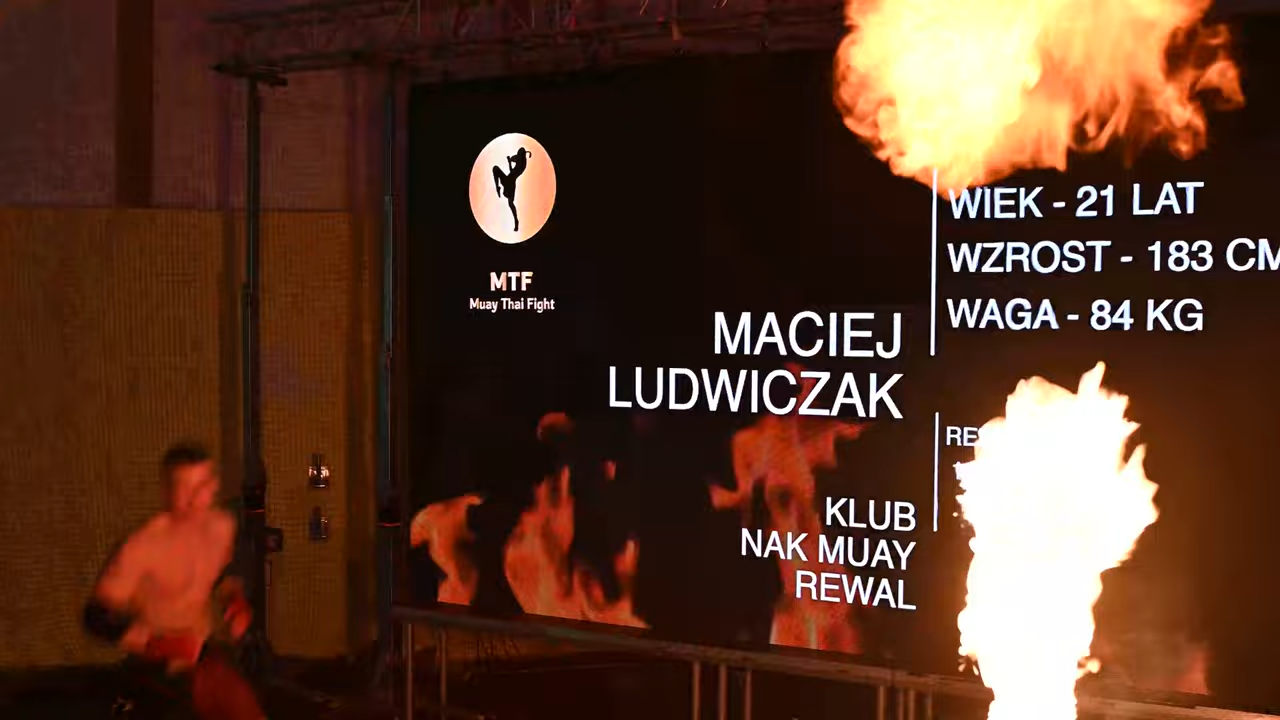 MTF
Muay Thai Fight
MACIEJ
LUDWICZAK
KLUB
NAK MUAY
REWAL
WIEK - 21 LAT
WZROST - 183 CM
WAGA - 84 KG